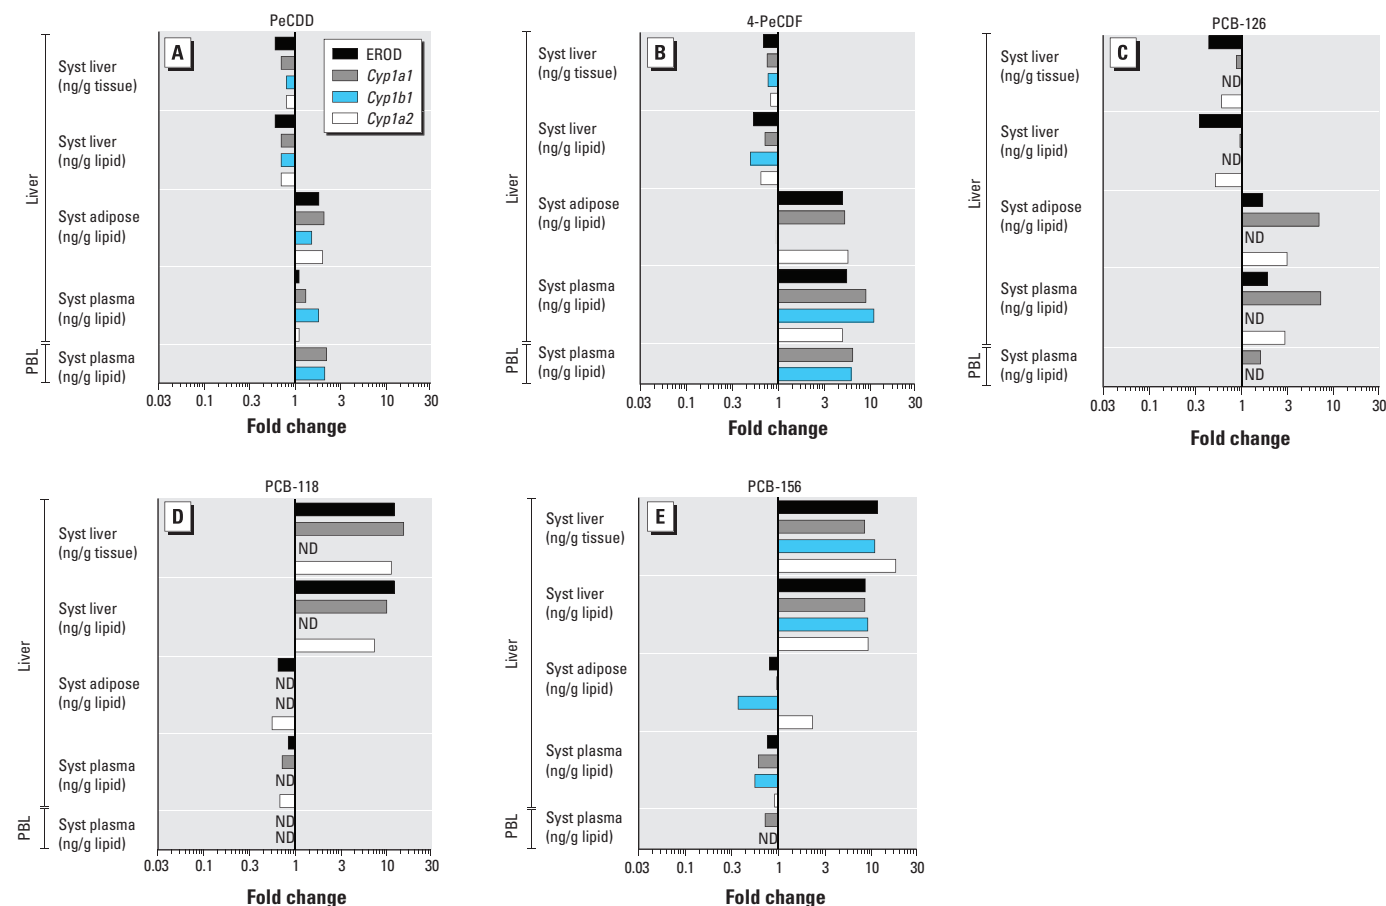 PeCDD
A
EROD
Cyp1a1
Cyp1b1
Cyp1a2
Liver
PBL
Syst liver
(ng/g tissue)
Syst liver
(ng/g lipid)
Syst adipose
(ng/g lipid)
Syst plasma
(ng/g lipid)
Syst plasma
(ng/g lipid)
0.03 0.1 0.3 1 3 10 30
Fold change
4-PeCDF
B
Liver
PBL
Syst liver
(ng/g tissue)
Syst liver
(ng/g lipid)
Syst adipose
(ng/g lipid)
Syst plasma
(ng/g lipid)
Syst plasma
(ng/g lipid)
0.03 0.1 0.3 1 3 10 30
Fold change
PCB-126
C
Liver
PBL
Syst liver
(ng/g tissue)
ND
Syst liver
(ng/g lipid)
ND
Syst adipose
(ng/g lipid)
ND
Syst plasma
(ng/g lipid)
ND
Syst plasma
(ng/g lipid)
ND
0.03 0.1 0.3 1 3 10 30
Fold change
PCB-118
D
Liver
PBL
Syst liver
(ng/g tissue)
ND
Syst liver
(ng/g lipid)
ND
Syst adipose
(ng/g lipid)
ND
ND
Syst plasma
(ng/g lipid)
ND
Syst plasma
(ng/g lipid)
ND
ND
0.03 0.1 0.3 1 3 10 30
Fold change
PCB-156
E
Liver
PBL
Syst liver
(ng/g tissue)
Syst liver
(ng/g lipid)
Syst adipose
(ng/g lipid)
Syst plasma
(ng/g lipid)
Syst plasma
(ng/g lipid)
ND
0.03 0.1 0.3 1 3 10 30
Fold change